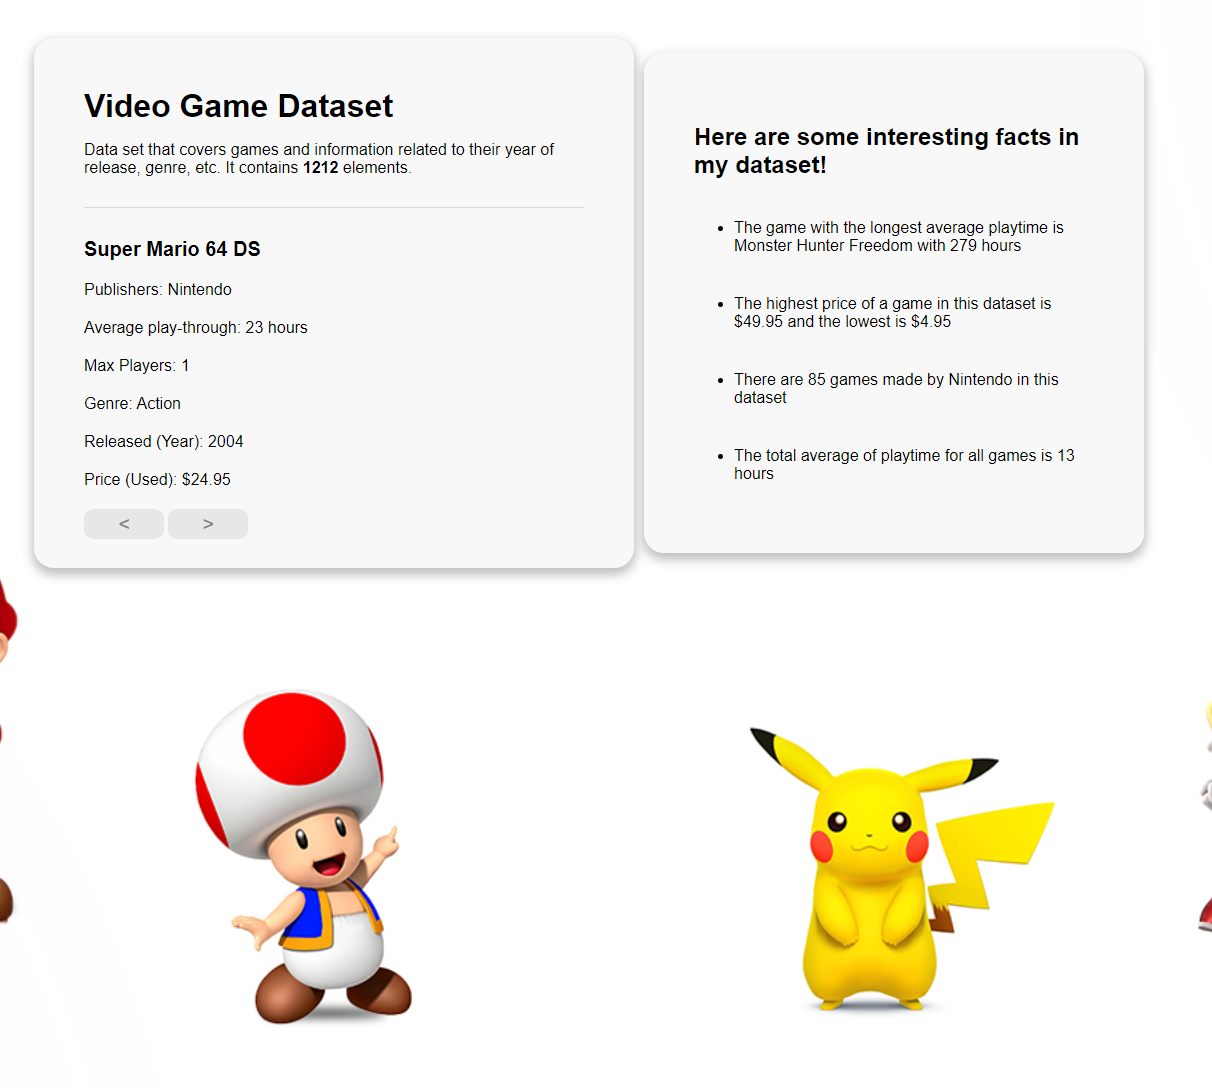 Video Game Dataset
Data set that covers games and information related to their year of
release, genre, etc. It contains 1212 elements.
Super Mario 64 DS
Publishers: Nintendo
Average play-through: 23 hours
Max Players: 1
Genre: Action
Released (Year): 2004
Price (Used): $24.95
< >
Here are some interesting facts in
my dataset!
• The game with the longest average playtime is
Monster Hunter Freedom with 279 hours
• The highest price of a game in this dataset is
$49.95 and the lowest is $4.95
• There are 85 games made by Nintendo in this
dataset
• The total average of playtime for all games is 13
hours